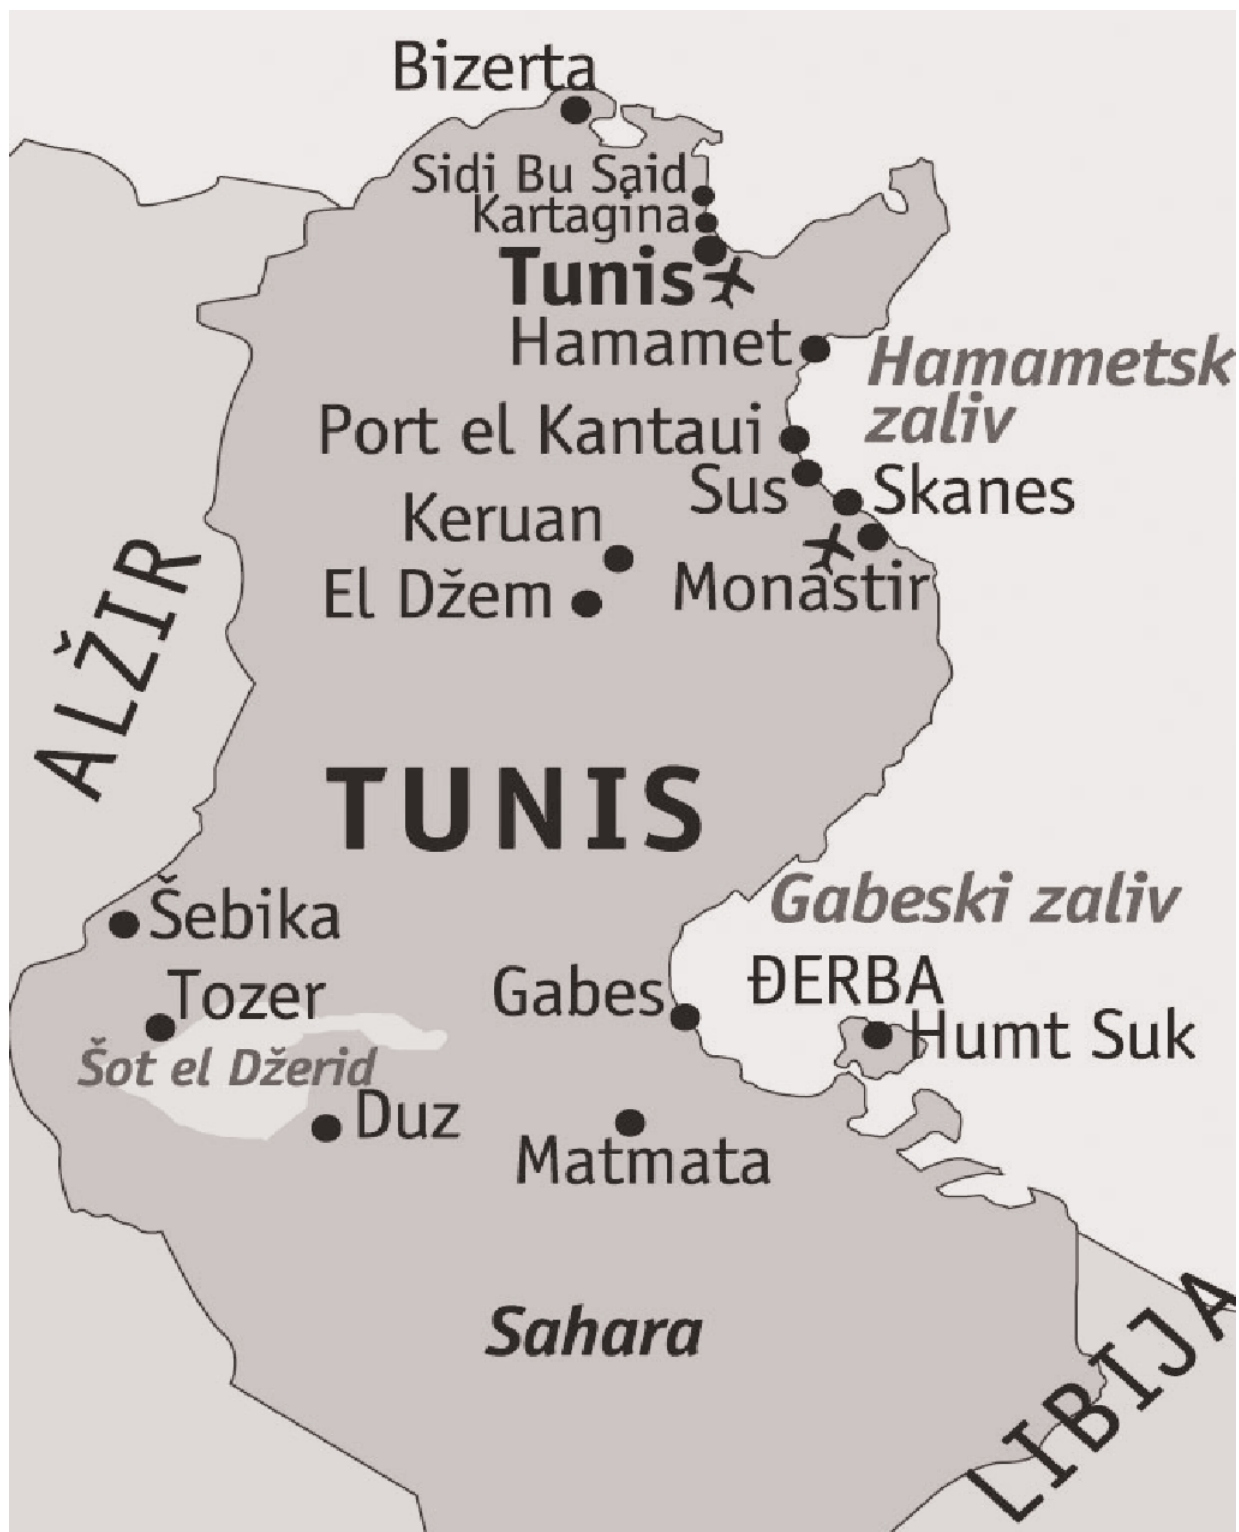 Bizerta
Sidi Bu Said
Kartagina
Tunis
Hamamet
Hamametsk
zaliv
Port el Kantaui
Sus
Skanes
Keruan
El Džem
Monastir
ALŽIR
TUNIS
Šebika
Gabeski zaliv
Tozer
Gabes
ĐERBA
Humt Suk
Šot el Džerid
Duz
Matmata
Sahara
LIBIJA